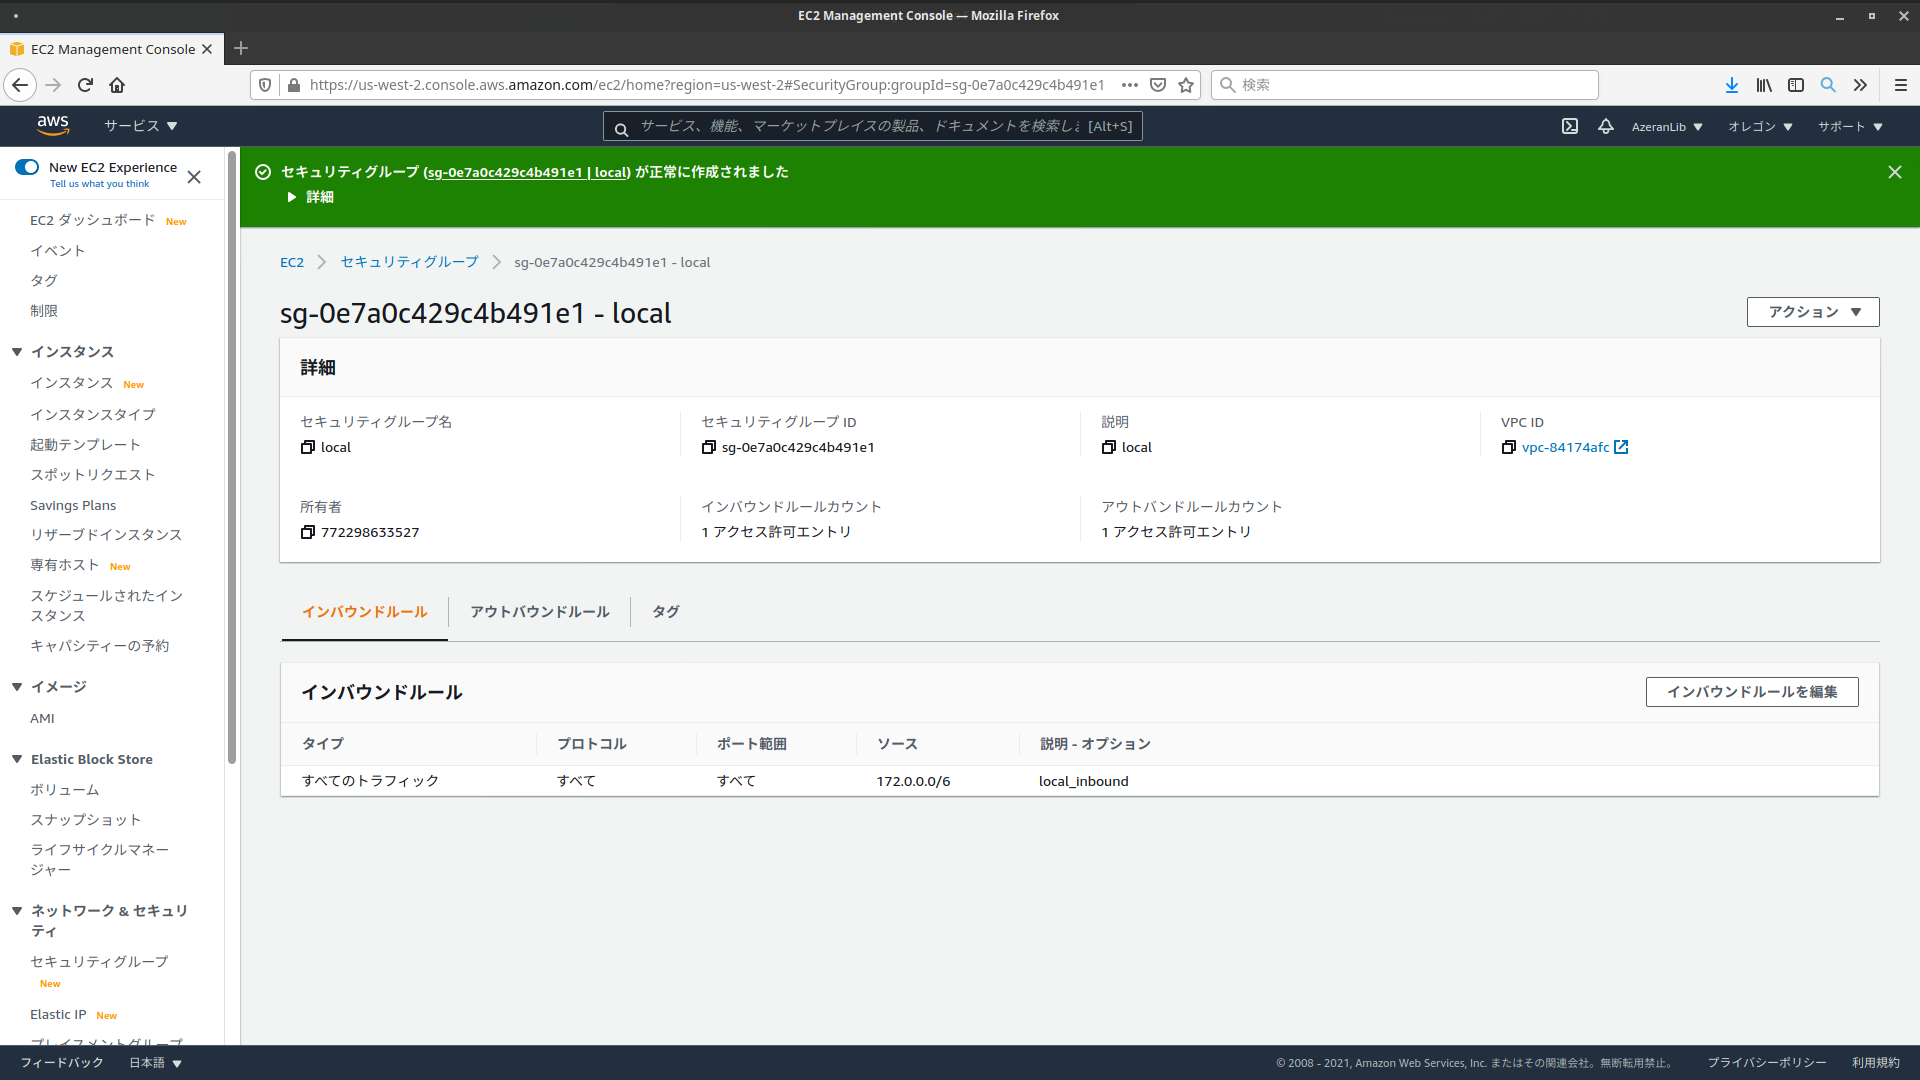 EC2 Management Console — Mozilla Firefox
EC2 Management Console
https://us-west-2.console.aws.amazon.com/ec2/home?region=us-west-2#SecurityGroup:groupId=sg-0e7a0c429c4b491e1
検索
aws
サービス
サービス、機能、マーケットプレイスの製品、ドキュメントを検索しま [Alt+S]
AzeranLib
オレゴン
サポート
New EC2 Experience
Tell us what you think
EC2 ダッシュボード New
イベント
タグ
制限
インスタンス
インスタンス New
インスタンスタイプ
起動テンプレート
スポットリクエスト
Savings Plans
リザーブドインスタンス
専有ホスト New
スケジュールされたイン
スタンス
キャパシティーの予約
イメージ
AMI
Elastic Block Store
ボリューム
スナップショット
ライフサイクルマネー
ジャー
ネットワーク & セキュリ
ティ
セキュリティグループ
New
Elastic IP New
プレイスメントグループ
セキュリティグループ (sg-0e7a0c429c4b491e1 | local) が正常に作成されました
詳細
EC2
セキュリティグループ
sg-0e7a0c429c4b491e1 - local
sg-0e7a0c429c4b491e1 - local
アクション
詳細
セキュリティグループ名
local
セキュリティグループ ID
sg-0e7a0c429c4b491e1
説明
local
VPC ID
vpc-84174afc
所有者
772298633527
インバウンドルールカウント
1 アクセス許可エントリ
アウトバンドルールカウント
1 アクセス許可エントリ
インバウンドルール
アウトバウンドルール
タグ
インバウンドルール
インバウンドルールを編集
タイプ プロトコル ポート範囲 ソース 説明 - オプション
すべてのトラフィック すべて すべて 172.0.0.0/6 local_inbound
フィードバック
日本語
© 2008 - 2021, Amazon Web Services, Inc. またはその関連会社。無断転用禁止。
プライバシーポリシー
利用規約